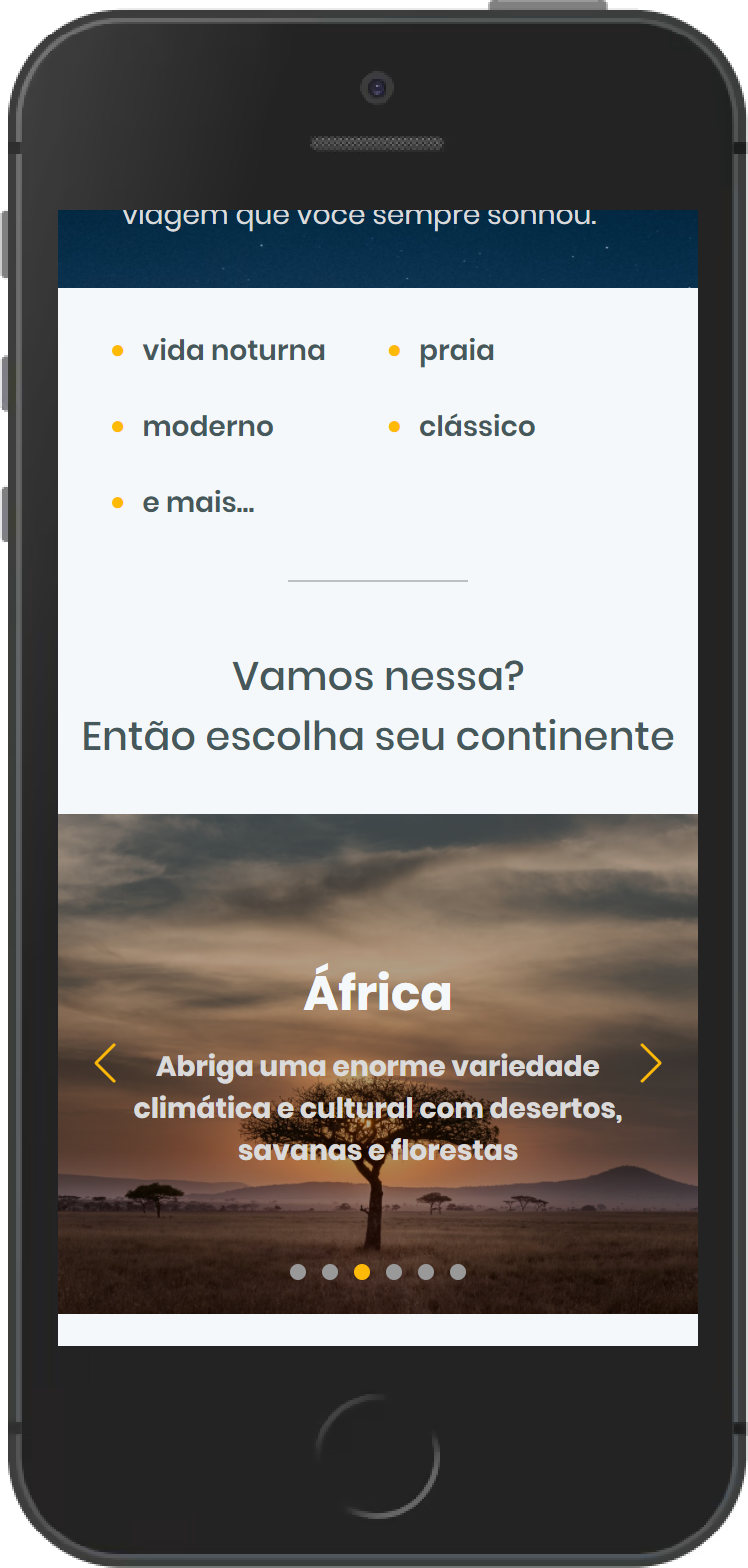 viagem que você sempre sonhou.
vida noturna
praia
moderno
clássico
e mais...
Vamos nessa?
Então escolha seu continente
África
Abriga uma enorme variedade
climática e cultural com desertos,
savanas e florestas